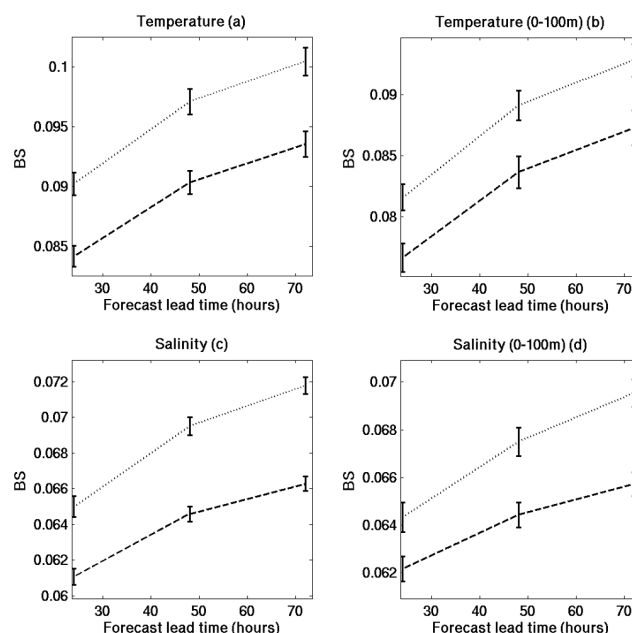 Temperature (a)
0.1
0.095
0.09
0.085
BS
30 40 50 60 70
Forecast lead time (hours)
Temperature (0-100m) (b)
0.09
0.085
0.08
BS
30 40 50 60 70
Forecast lead time (hours)
Salinity (c)
0.072
0.07
0.068
0.066
0.064
0.062
0.06
BS
30 40 50 60 70
Forecast lead time (hours)
Salinity (0-100m) (d)
0.07
0.068
0.066
0.064
0.062
BS
30 40 50 60 70
Forecast lead time (hours)